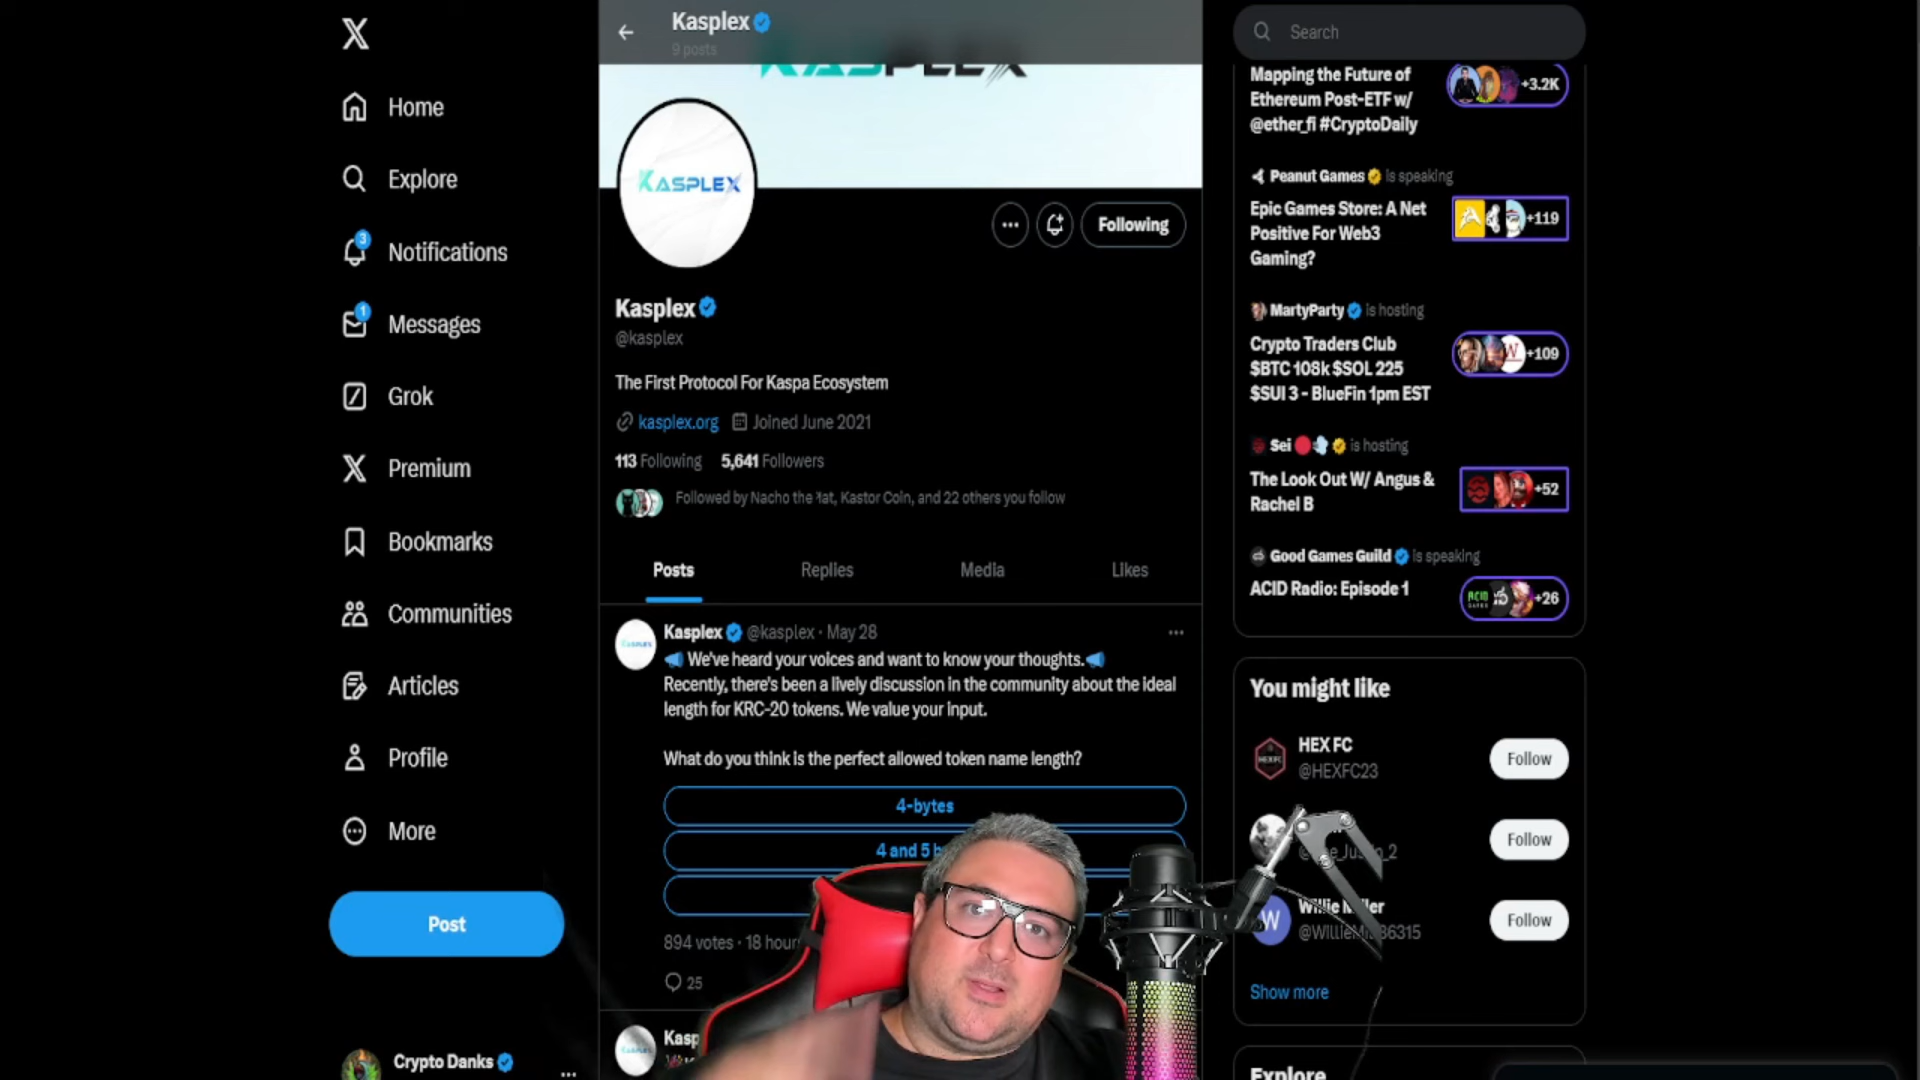 Home
Explore
3
Notifications
1
Messages
Grok
Premium
Bookmarks
Communities
Articles
Profile
More
Post
Crypto Danks
Kasplex
9 posts
KASPLEX
KASPLEX
Following
Kasplex
@kasplex
The First Protocol For Kaspa Ecosystem
kasplex.org Joined June 2021
113 Following 5,641 Followers
Followed by Nacho the Kat, Kastor Coin, and 22 others you follow
Posts Replies Media Likes
Kasplex @kasplex · May 28
We've heard your voices and want to know your thoughts.
Recently, there's been a lively discussion in the community about the ideal
length for KRC-20 tokens. We value your input.
What do you think is the perfect allowed token name length?
4-bytes
4 and 5 b
894 votes · 18 hour
25
Kasp
Search
Mapping the Future of
Ethereum Post-ETF w/
@ether_fi #CryptoDaily
+3.2K
Peanut Games is speaking
Epic Games Store: A Net
Positive For Web3
Gaming?
+119
MartyParty is hosting
Crypto Traders Club
$BTC 108k $SOL 225
$SUI 3 - BlueFin 1pm EST
+109
Sei is hosting
The Look Out W/ Angus &
Rachel B
+52
Good Games Guild is speaking
ACID Radio: Episode 1
+26
You might like
HEX FC
@HEXFC23
Follow
Follow
W
Willie
Follow
Show more
Explore